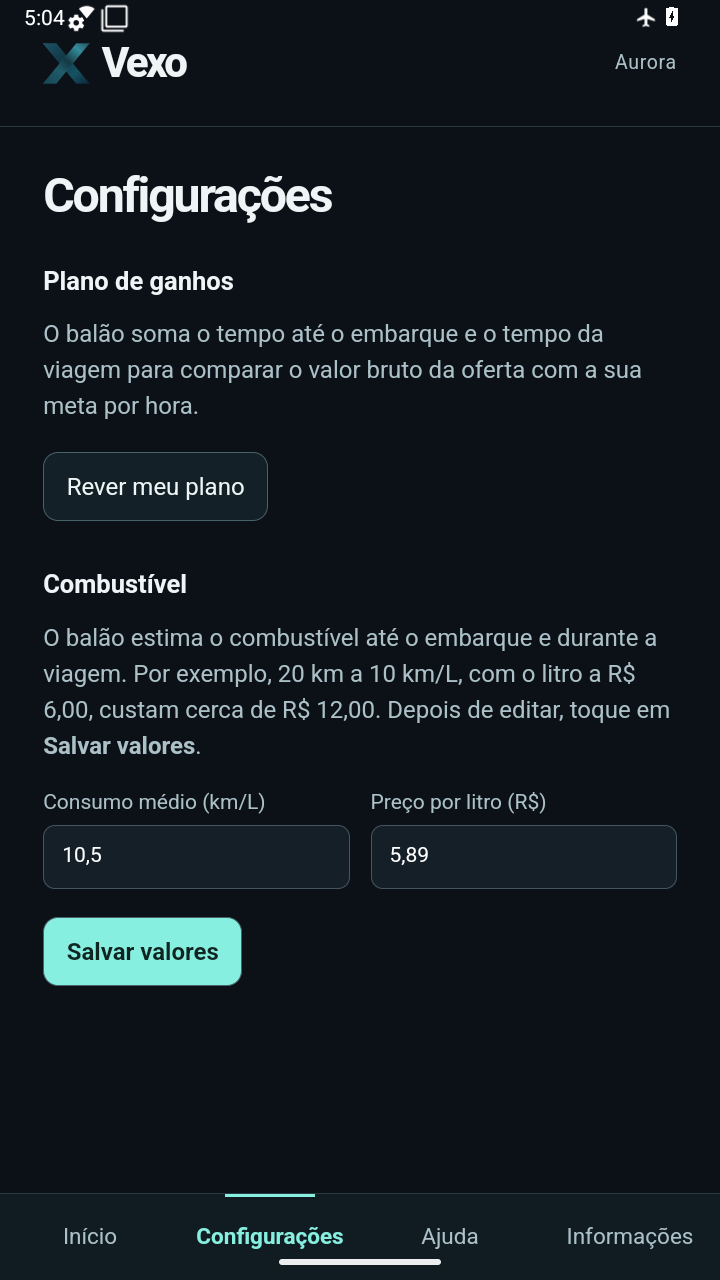 5:04
Vexo
Aurora
Configurações
Plano de ganhos
O balão soma o tempo até o embarque e o tempo da
viagem para comparar o valor bruto da oferta com a sua
meta por hora.
Rever meu plano
Combustível
O balão estima o combustível até o embarque e durante a
viagem. Por exemplo, 20 km a 10 km/L, com o litro a R$
6,00, custam cerca de R$ 12,00. Depois de editar, toque em
Salvar valores.
Consumo médio (km/L)
Preço por litro (R$)
10,5
5,89
Salvar valores
Início
Configurações
Ajuda
Informações